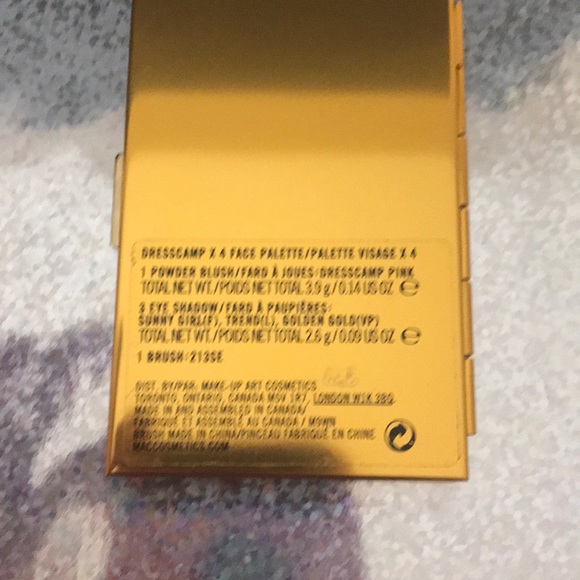 DRESSCAMP X 4 FACE PALETTE/PALETTE VISAGE X 4
1 POWDER BLUSH/FARD À JOUES:DRESSCAMP PINK
TOTAL NET WT./POIDS NET TOTAL 3.9 g/0.14 US OZ ℮
3 EYE SHADOW/FARD À PAUPIÈRES:
SUNNY GIRL(F), TREND(L), GOLDEN GOLD(VP)
TOTAL NET WT./POIDS NET TOTAL 2.6 g/0.09 US OZ ℮
1 BRUSH:213SE
DIST. BY/PAR. MAKE-UP ART COSMETICS
TORONTO, ONTARIO, CANADA MOV 1R7, LONDON W1K 3BQ.
MADE IN AND ASSEMBLED IN CANADA/
FABRIQUÉ ET ASSEMBLÉ AU CANADA /
BRUSH MADE IN CHINA/PINCEAU FABRIQUÉ EN CHINE
MACCOSMETICS.COM